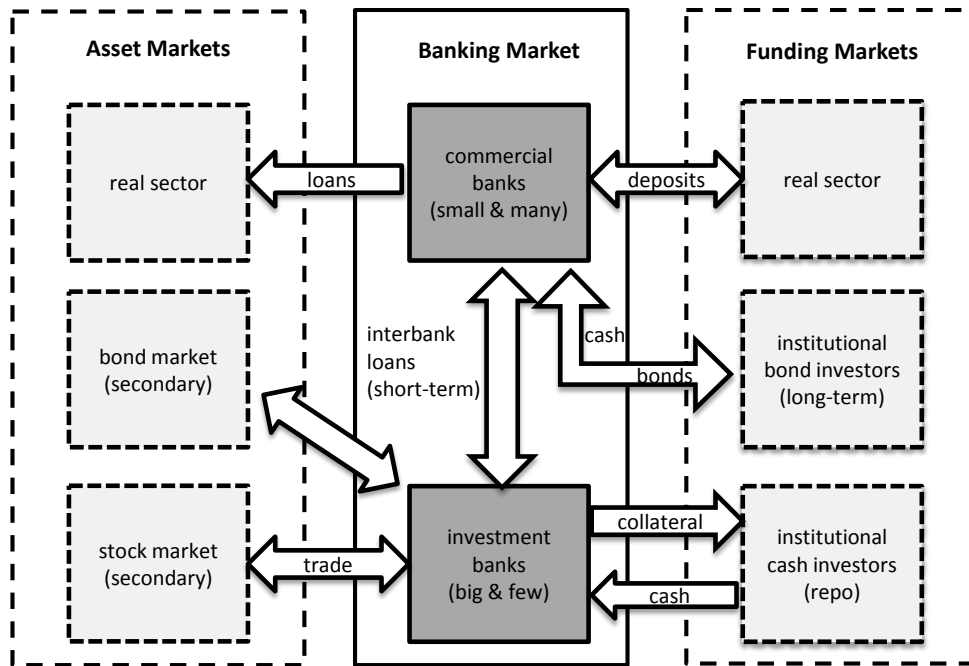 Asset Markets
Banking Market
Funding Markets
real sector
loans
commercial
banks
(small & many)
deposits
real sector
bond market
(secondary)
interbank
loans
(short-term)
cash
bonds
institutional
bond investors
(long-term)
stock market
(secondary)
trade
investment
banks
(big & few)
collateral
cash
institutional
cash investors
(repo)